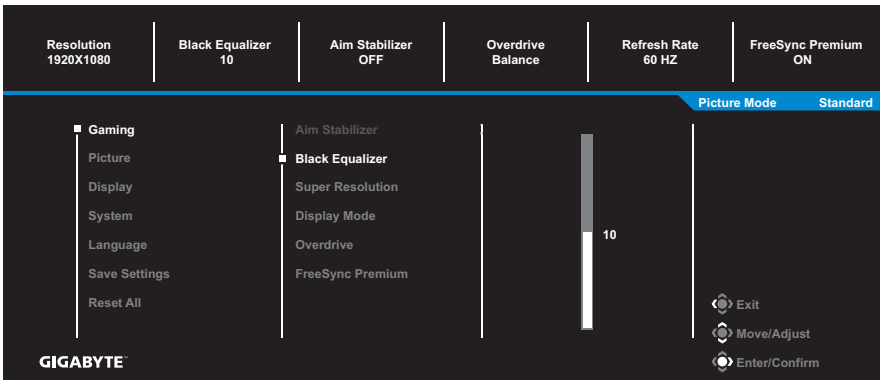 Resolution
1920X1080
Black Equalizer
10
Aim Stabilizer
OFF
Overdrive
Balance
Refresh Rate
60 HZ
FreeSync Premium
ON
Picture Mode Standard
Gaming
Picture
Display
System
Language
Save Settings
Reset All
Aim Stabilizer
Black Equalizer
Super Resolution
Display Mode
Overdrive
FreeSync Premium
10
Exit
Move/Adjust
Enter/Confirm
GIGABYTE™